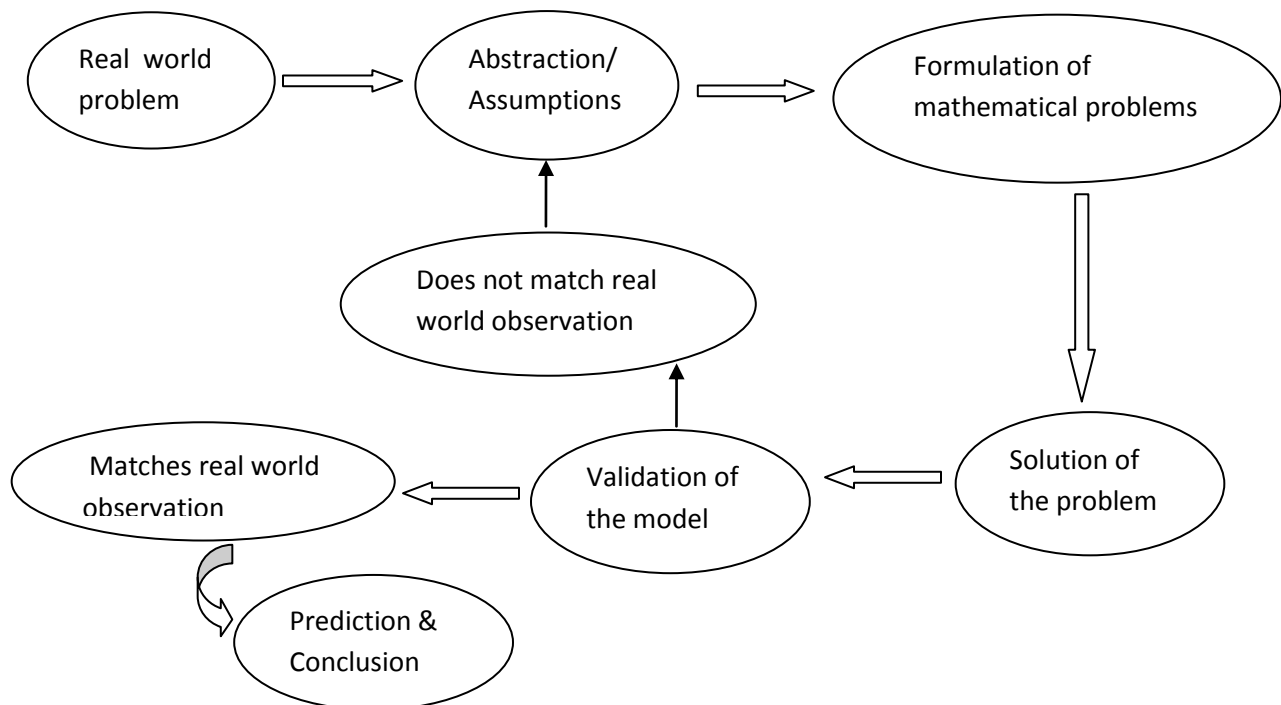 Real world
problem
Abstraction/
Assumptions
Formulation of
mathematical problems
Does not match real
world observation
Matches real world
observation
Validation of
the model
Solution of
the problem
Prediction &
Conclusion